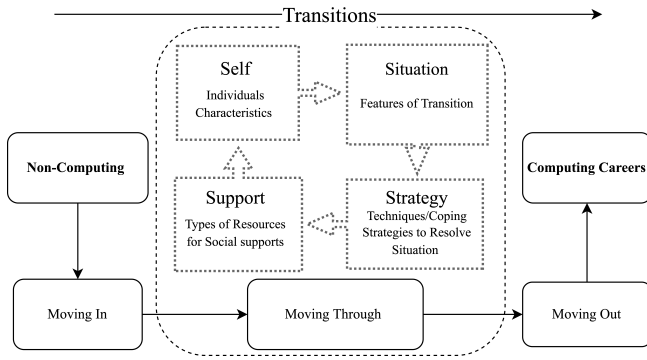 Transitions
Self
Individuals
Characteristics
Situation
Features of Transition
Non-Computing
Computing Careers
Support
Types of Resources
for Social supports
Strategy
Techniques/Coping
Strategies to Resolve
Situation
Moving In
Moving Through
Moving Out